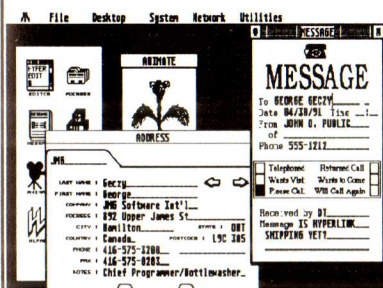 File Desktop System Network Utilities
HYPER
EDIT
ANIMATE
ADDRESS
JMG
LAST NAME : Geczy
FIRST NAME : George
COMPANY : JMG Software Int'l
ADDRESS : 892 Upper James St
CITY : Hamilton STATE : ONT
COUNTRY : Canada POSTCODE : L9C
PHONE : 416-575-3208
FAX : 416-575-0283
NOTES : Chief Programmer/Bottlewasher
MESSAGE
MESSAGE
To GEORGE GECZY
Date 04/30/91 Time
From JOHN Q. PUBLIC
of
Phone 555-1212
Telephoned Returned Call
Wants Visit Wants to Come
Please Call Will Call Again
Received by DT
Message IS HYPERLINK
SHIPPING YET?